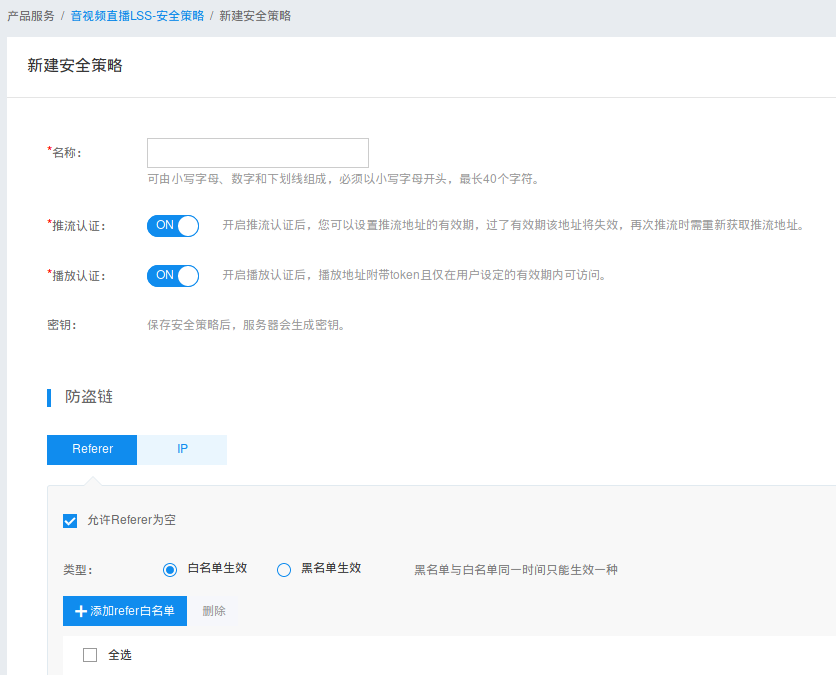 产品服务 / 音视频直播LSS-安全策略 / 新建安全策略
新建安全策略
*名称:
可由小写字母、数字和下划线组成，必须以小写字母开头，最长40个字符。
*推流认证: ON 开启推流认证后，您可以设置推流地址的有效期，过了有效期该地址将失效，再次推流时需重新获取推流地址。
*播放认证: ON 开启播放认证后，播放地址附带token且仅在用户设定的有效期内可访问。
密钥: 保存安全策略后，服务器会生成密钥。
防盗链
Referer IP
允许Referer为空
类型: 白名单生效 黑名单生效 黑名单与白名单同一时间只能生效一种
添加refer白名单 删除
全选